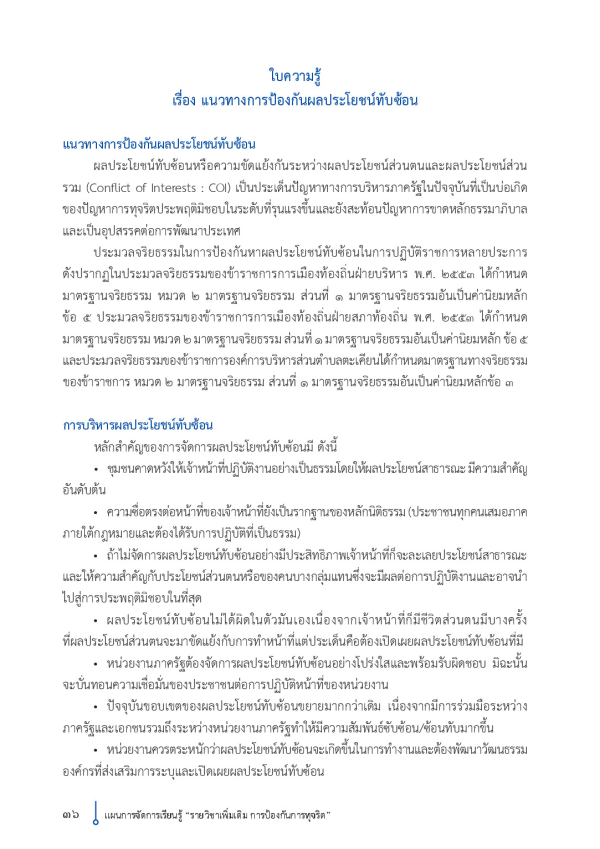 ใบความรู้
เรื่อง แนวทางการป้องกันผลประโยชน์ทับซ้อน
แนวทางการป้องกันผลประโยชน์ทับซ้อน
ผลประโยชน์ทับซ้อนหรือความขัดแย้งกันระหว่างผลประโยชน์ส่วนตนและผลประโยชน์ส่วน
รวม (Conflict of Interests : COI) เป็นประเด็นปัญหาทางการบริหารภาครัฐในปัจจุบันที่เป็นบ่อเกิด
ของปัญหาการทุจริตประพฤติมิชอบในระดับที่รุนแรงขึ้นและยังสะท้อนปัญหาการขาดหลักธรรมาภิบาล
และเป็นอุปสรรคต่อการพัฒนาประเทศ
ประมวลจริยธรรมในการป้องกันหาผลประโยชน์ทับซ้อนในการปฏิบัติราชการหลายประการ
ดังปรากฏในประมวลจริยธรรมของข้าราชการการเมืองท้องถิ่นฝ่ายบริหาร พ.ศ. ๒๕๕๓ ได้กำหนด
มาตรฐานจริยธรรม หมวด ๒ มาตรฐานจริยธรรม ส่วนที่ ๑ มาตรฐานจริยธรรมอันเป็นค่านิยมหลัก
ข้อ ๕ ประมวลจริยธรรมของข้าราชการการเมืองท้องถิ่นฝ่ายสภาท้องถิ่น พ.ศ. ๒๕๕๓ ได้กำหนด
มาตรฐานจริยธรรม หมวด ๒ มาตรฐานจริยธรรม ส่วนที่ ๑ มาตรฐานจริยธรรมอันเป็นค่านิยมหลัก ข้อ ๕
และประมวลจริยธรรมของข้าราชการองค์การบริหารส่วนตำบลตะเคียนได้กำหนดมาตรฐานทางจริยธรรม
ของข้าราชการ หมวด ๒ มาตรฐานจริยธรรม ส่วนที่ ๑ มาตรฐานจริยธรรมอันเป็นค่านิยมหลักข้อ ๓
การบริหารผลประโยชน์ทับซ้อน
หลักสำคัญของการจัดการผลประโยชน์ทับซ้อนมี ดังนี้
• ชุมชนคาดหวังให้เจ้าหน้าที่ปฏิบัติงานอย่างเป็นธรรมโดยให้ผลประโยชน์สาธารณะ มีความสำคัญ
อันดับต้น
• ความซื่อตรงต่อหน้าที่ของเจ้าหน้าที่ยังเป็นรากฐานของหลักนิติธรรม (ประชาชนทุกคนเสมอภาค
ภายใต้กฎหมายและต้องได้รับการปฏิบัติที่เป็นธรรม)
• ถ้าไม่จัดการผลประโยชน์ทับซ้อนอย่างมีประสิทธิภาพเจ้าหน้าที่ก็จะละเลยประโยชน์สาธารณะ
และให้ความสำคัญกับประโยชน์ส่วนตนหรือของคนบางกลุ่มแทนซึ่งจะมีผลต่อการปฏิบัติงานและอาจนำ
ไปสู่การประพฤติมิชอบในที่สุด
• ผลประโยชน์ทับซ้อนไม่ได้ผิดในตัวมันเองเนื่องจากเจ้าหน้าที่ก็มีชีวิตส่วนตนมีบางครั้ง
ที่ผลประโยชน์ส่วนตนจะมาขัดแย้งกับการทำหน้าที่แต่ประเด็นคือต้องเปิดเผยผลประโยชน์ทับซ้อนที่มี
• หน่วยงานภาครัฐต้องจัดการผลประโยชน์ทับซ้อนอย่างโปร่งใสและพร้อมรับผิดชอบ มิฉะนั้น
จะบั่นทอนความเชื่อมั่นของประชาชนต่อการปฏิบัติหน้าที่ของหน่วยงาน
• ปัจจุบันขอบเขตของผลประโยชน์ทับซ้อนขยายมากกว่าเดิม เนื่องจากมีการร่วมมือระหว่าง
ภาครัฐและเอกชนรวมถึงระหว่างหน่วยงานภาครัฐทำให้มีความสัมพันธ์ซับซ้อน/ซ้อนทับมากขึ้น
• หน่วยงานควรตระหนักว่าผลประโยชน์ทับซ้อนจะเกิดขึ้นในการทำงานและต้องพัฒนาวัฒนธรรม
องค์กรที่ส่งเสริมการระบุและเปิดเผยผลประโยชน์ทับซ้อน
๓๖ แผนการจัดการเรียนรู้ “รายวิชาเพิ่มเติม การป้องกันการทุจริต”